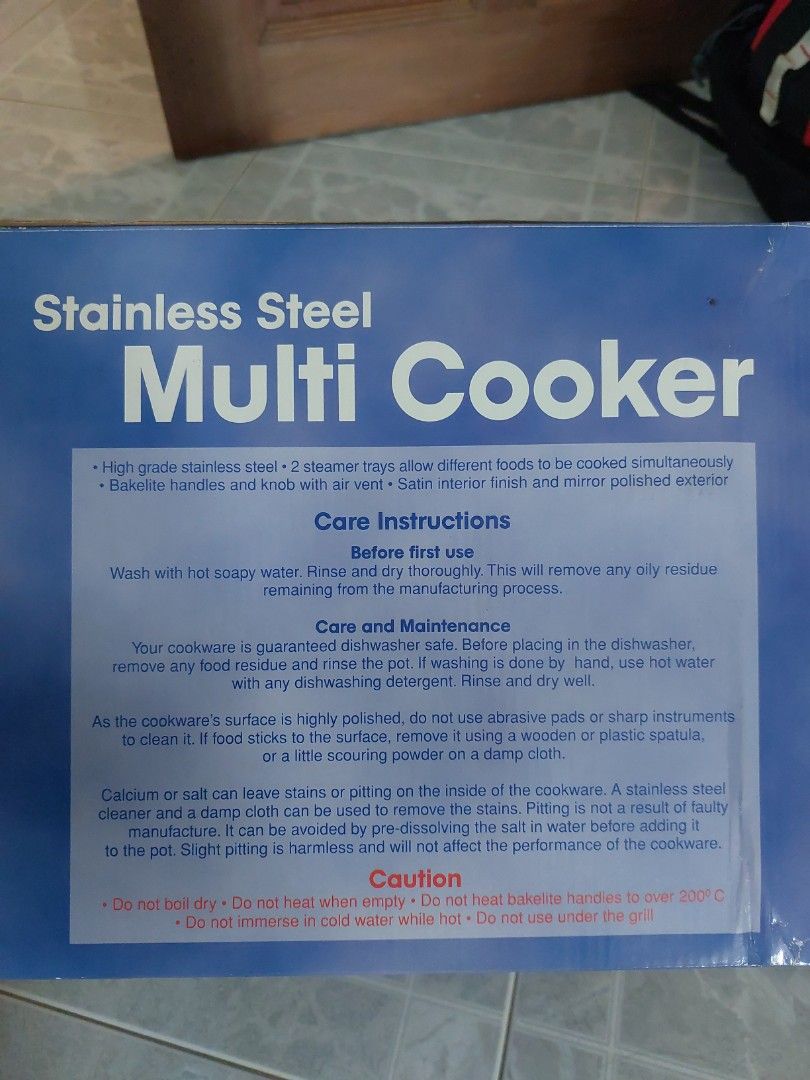 Stainless Steel
Multi Cooker
• High grade stainless steel • 2 steamer trays allow different foods to be cooked simultaneously
• Bakelite handles and knob with air vent • Satin interior finish and mirror polished exterior
Care Instructions
Before first use
Wash with hot soapy water. Rinse and dry thoroughly. This will remove any oily residue
remaining from the manufacturing process.
Care and Maintenance
Your cookware is guaranteed dishwasher safe. Before placing in the dishwasher,
remove any food residue and rinse the pot. If washing is done by hand, use hot water
with any dishwashing detergent. Rinse and dry well.
As the cookware's surface is highly polished, do not use abrasive pads or sharp instruments
to clean it. If food sticks to the surface, remove it using a wooden or plastic spatula,
or a little scouring powder on a damp cloth.
Calcium or salt can leave stains or pitting on the inside of the cookware. A stainless steel
cleaner and a damp cloth can be used to remove the stains. Pitting is not a result of faulty
manufacture. It can be avoided by pre-dissolving the salt in water before adding it
to the pot. Slight pitting is harmless and will not affect the performance of the cookware.
Caution
• Do not boil dry • Do not heat when empty • Do not heat bakelite handles to over 200⁰ C
• Do not immerse in cold water while hot • Do not use under the grill